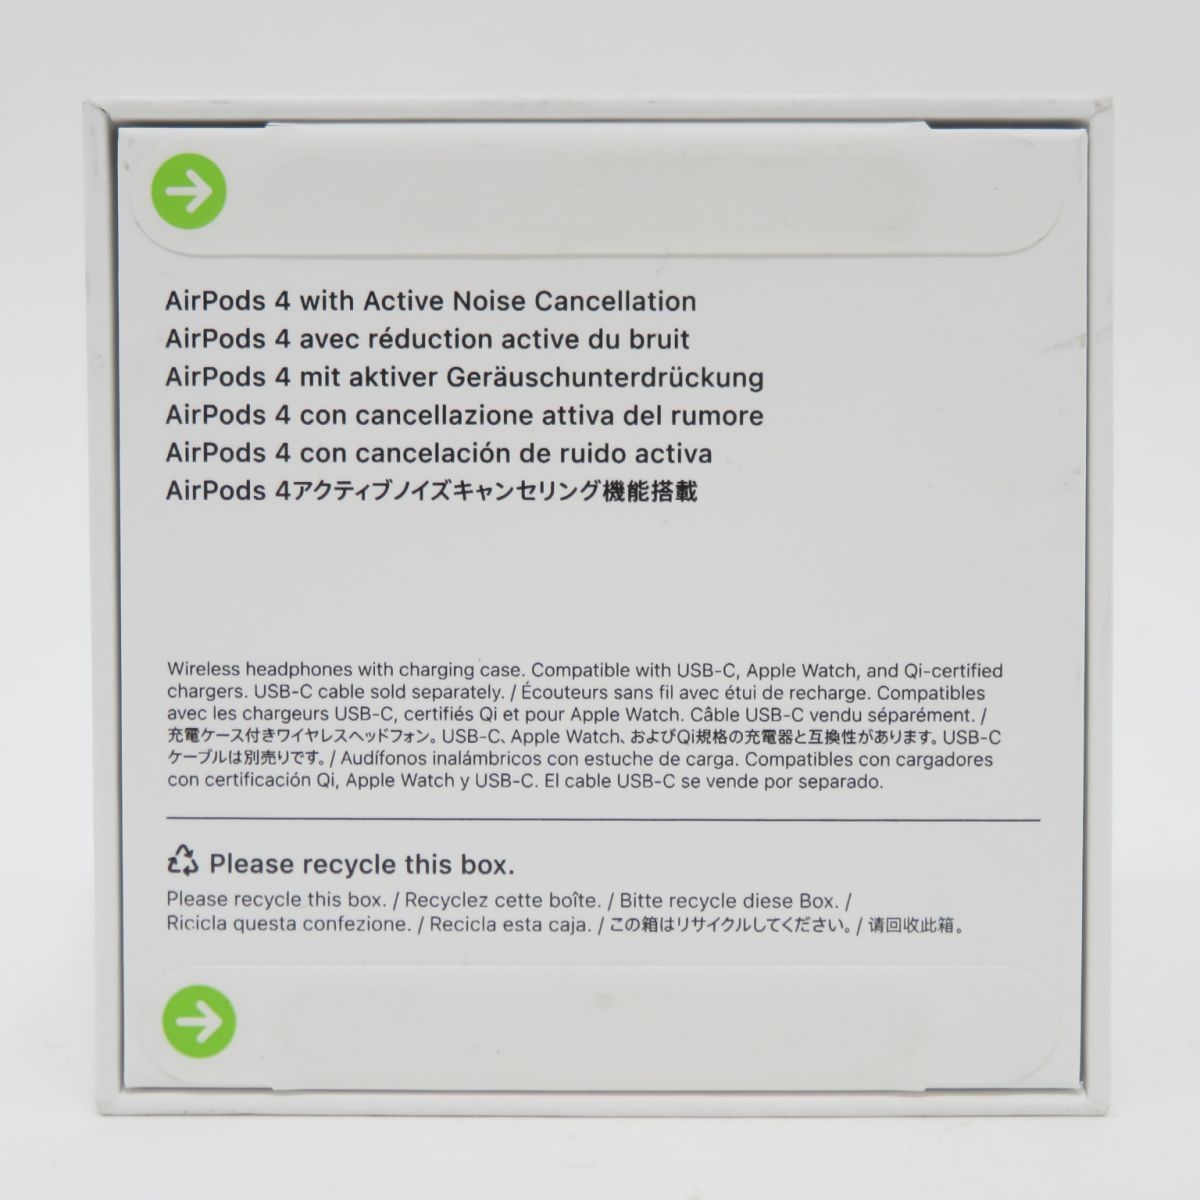 AirPods 4 with Active Noise Cancellation
AirPods 4 avec réduction active du bruit
AirPods 4 mit aktiver Geräuschunterdrückung
AirPods 4 con cancellazione attiva del rumore
AirPods 4 con cancelación de ruido activa
AirPods 4アクティブノイズキャンセリング機能搭載
Wireless headphones with charging case. Compatible with USB-C, Apple Watch, and Qi-certified
chargers. USB-C cable sold separately. / Écouteurs sans fil avec étui de recharge. Compatibles
avec les chargeurs USB-C, certifiés Qi et pour Apple Watch. Câble USB-C vendu séparément. /
充電ケース付きワイヤレスヘッドフォン。USB-C、Apple Watch、およびQi規格の充電器と互換性があります。USB-C
ケーブルは別売りです。/ Audífonos inalámbricos con estuche de carga. Compatibles con cargadores
con certificación Qi, Apple Watch y USB-C. El cable USB-C se vende por separado.
Please recycle this box.
Please recycle this box. / Recyclez cette boîte. / Bitte recycle diese Box. /
Ricicla questa confezione. / Recicla esta caja. / この箱はリサイクルしてください。/ 请回收此箱。